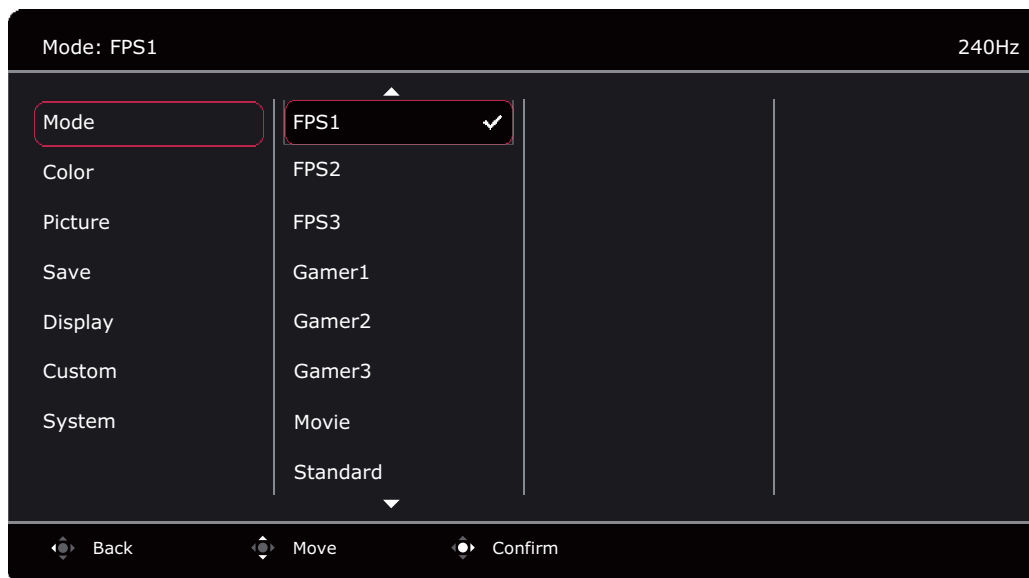 Mode: FPS1 240Hz
Mode
Color
Picture
Save
Display
Custom
System
FPS1
FPS2
FPS3
Gamer1
Gamer2
Gamer3
Movie
Standard
Back Move Confirm